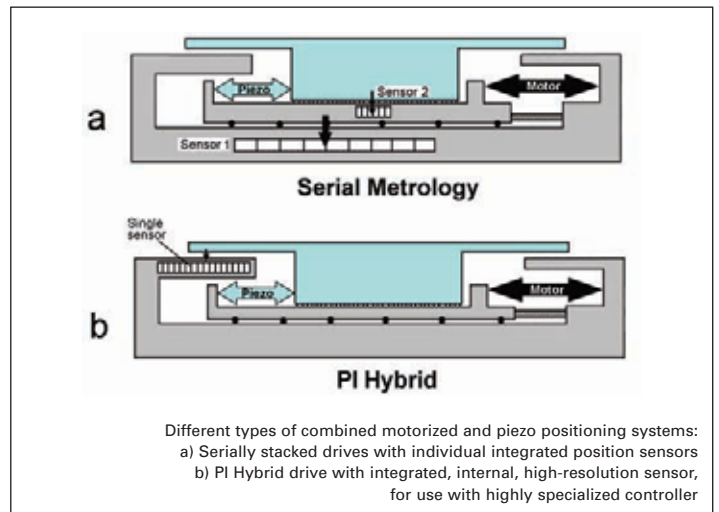 a
Piezo
Sensor 2
Motor
Sensor 1
Serial Metrology
Single
sensor
b
Piezo
Motor
PI Hybrid
Different types of combined motorized and piezo positioning systems:
a) Serially stacked drives with individual integrated position sensors
b) PI Hybrid drive with integrated, internal, high-resolution sensor,
for use with highly specialized controller